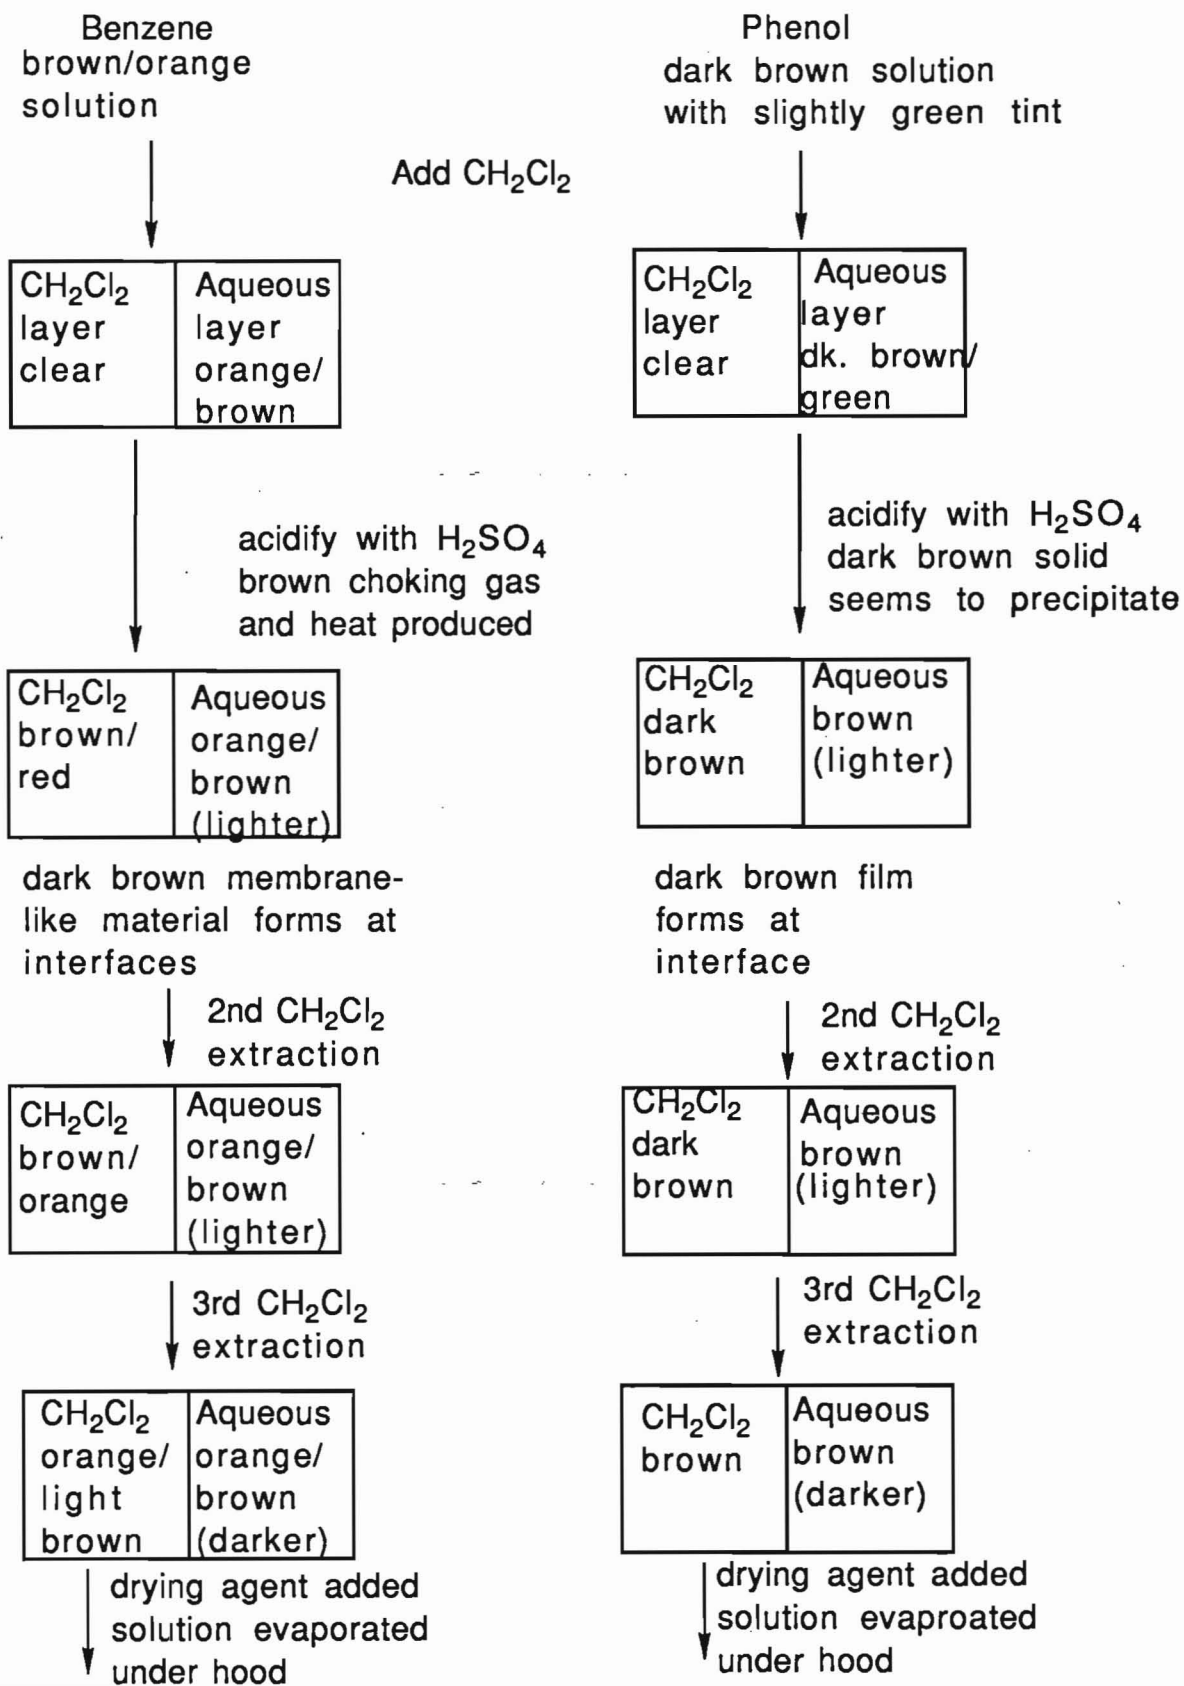 Benzene
brown/orange
solution
Phenol
dark brown solution
with slightly green tint
Add CH₂Cl₂
CH₂Cl₂
layer
clear
Aqueous
layer
orange/
brown
CH₂Cl₂
layer
clear
Aqueous
layer
dk. brown/
green
acidify with H₂SO₄
brown choking gas
and heat produced
acidify with H₂SO₄
dark brown solid
seems to precipitate
CH₂Cl₂
brown/
red
Aqueous
orange/
brown
(lighter)
CH₂Cl₂
dark
brown
Aqueous
brown
(lighter)
dark brown membrane-
like material forms at
interfaces
dark brown film
forms at
interface
2nd CH₂Cl₂
extraction
2nd CH₂Cl₂
extraction
CH₂Cl₂
brown/
orange
Aqueous
orange/
brown
(lighter)
CH₂Cl₂
dark
brown
Aqueous
brown
(lighter)
3rd CH₂Cl₂
extraction
3rd CH₂Cl₂
extraction
CH₂Cl₂
orange/
light
brown
Aqueous
orange/
brown
(darker)
CH₂Cl₂
brown
Aqueous
brown
(darker)
drying agent added
solution evaporated
under hood
drying agent added
solution evaproated
under hood